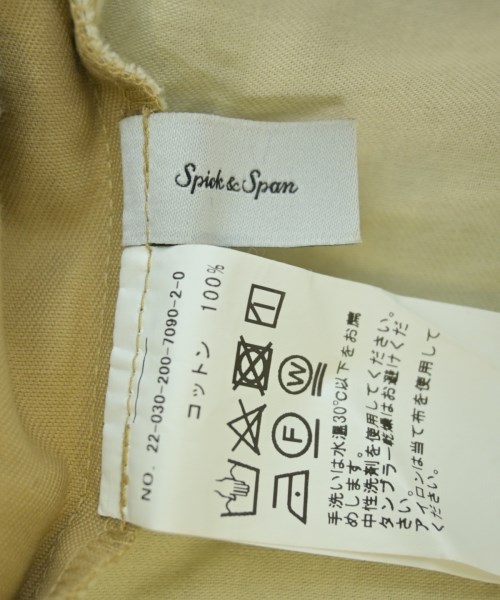 Spick & Span
NO. 22-030-200-7090-2-0
コットン 100%
W
F
手洗いは水温30℃以下をお薦
めします。
中性洗剤を使用してください。
タンブラー乾燥はお避けくだ
さい。
アイロンは当て布を使用して
ください。